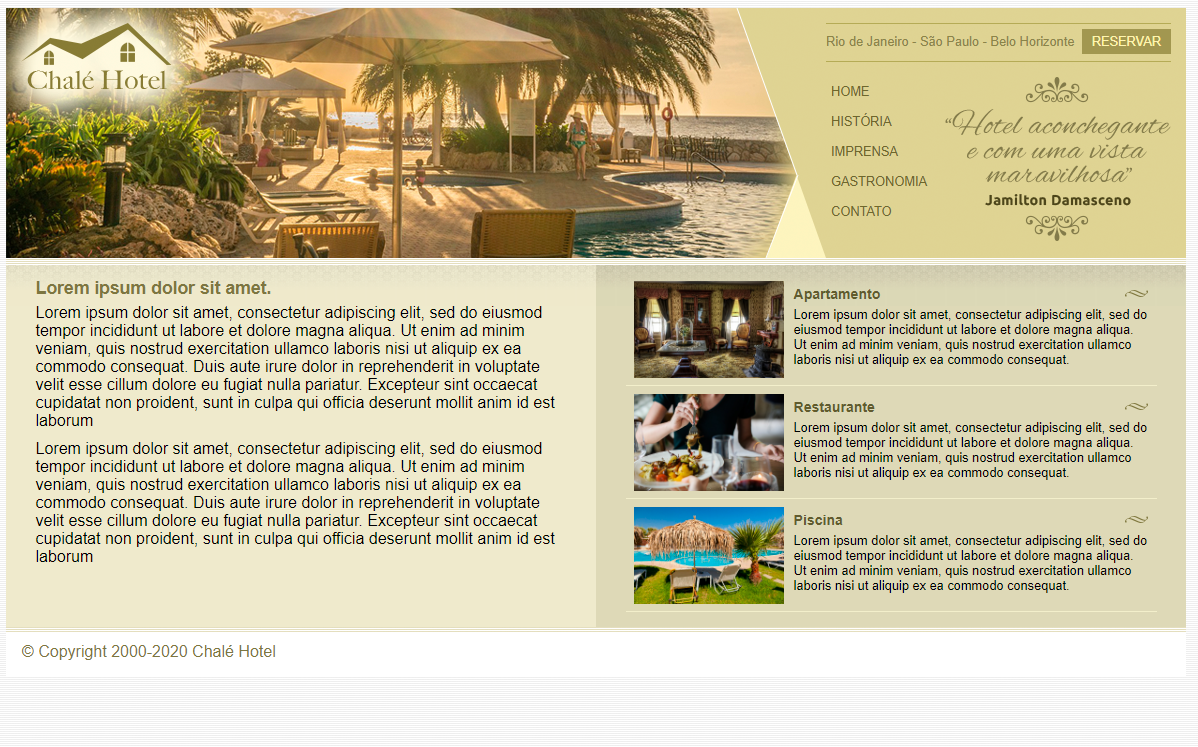 Chalé Hotel
Rio de Janeiro - São Paulo - Belo Horizonte
RESERVAR
HOME
HISTÓRIA
IMPRENSA
GASTRONOMIA
CONTATO
“Hotel aconchegante
e com uma vista
maravilhosa”
Jamilton Damasceno
Lorem ipsum dolor sit amet.
Lorem ipsum dolor sit amet, consectetur adipiscing elit, sed do eiusmod
tempor incididunt ut labore et dolore magna aliqua. Ut enim ad minim
veniam, quis nostrud exercitation ullamco laboris nisi ut aliquip ex ea
commodo consequat. Duis aute irure dolor in reprehenderit in voluptate
velit esse cillum dolore eu fugiat nulla pariatur. Excepteur sint occaecat
cupidatat non proident, sunt in culpa qui officia deserunt mollit anim id est
laborum
Lorem ipsum dolor sit amet, consectetur adipiscing elit, sed do eiusmod
tempor incididunt ut labore et dolore magna aliqua. Ut enim ad minim
veniam, quis nostrud exercitation ullamco laboris nisi ut aliquip ex ea
commodo consequat. Duis aute irure dolor in reprehenderit in voluptate
velit esse cillum dolore eu fugiat nulla pariatur. Excepteur sint occaecat
cupidatat non proident, sunt in culpa qui officia deserunt mollit anim id est
laborum
Apartamento
Lorem ipsum dolor sit amet, consectetur adipiscing elit, sed do
eiusmod tempor incididunt ut labore et dolore magna aliqua.
Ut enim ad minim veniam, quis nostrud exercitation ullamco
laboris nisi ut aliquip ex ea commodo consequat.
Restaurante
Lorem ipsum dolor sit amet, consectetur adipiscing elit, sed do
eiusmod tempor incididunt ut labore et dolore magna aliqua.
Ut enim ad minim veniam, quis nostrud exercitation ullamco
laboris nisi ut aliquip ex ea commodo consequat.
Piscina
Lorem ipsum dolor sit amet, consectetur adipiscing elit, sed do
eiusmod tempor incididunt ut labore et dolore magna aliqua.
Ut enim ad minim veniam, quis nostrud exercitation ullamco
laboris nisi ut aliquip ex ea commodo consequat.
© Copyright 2000-2020 Chalé Hotel